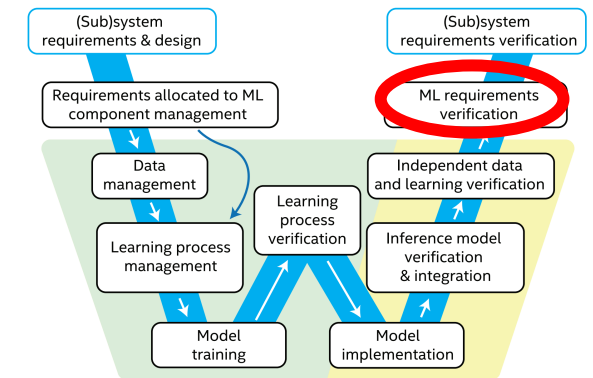 (Sub)system
requirements & design
(Sub)system
requirements verification
Requirements allocated to ML
component management
ML requirements
verification
Data
management
Independent data
and learning verification
Learning
process
verification
Learning process
management
Inference model
verification
& integration
Model
training
Model
implementation